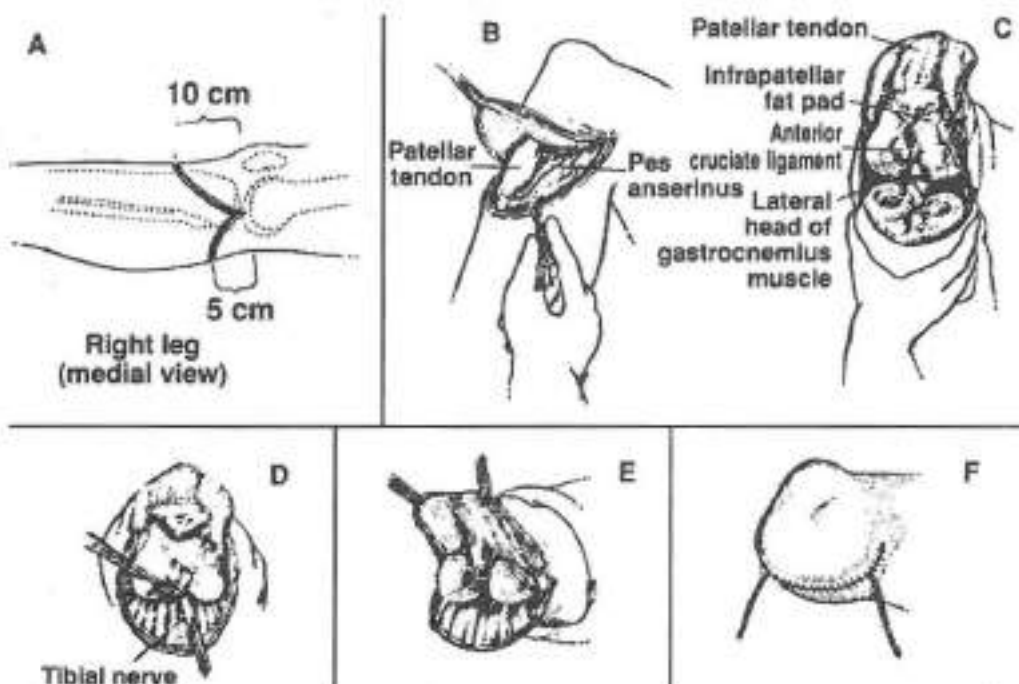 A
10 cm
5 cm
Right leg
(medial view)
B
Patellar
tendon
Pes
anserinus
C
Patellar tendon
Infrapatellar
fat pad
Anterior
cruciate ligament
Lateral
head of
gastrocnemius
muscle
D
Tibial nerve
E
F